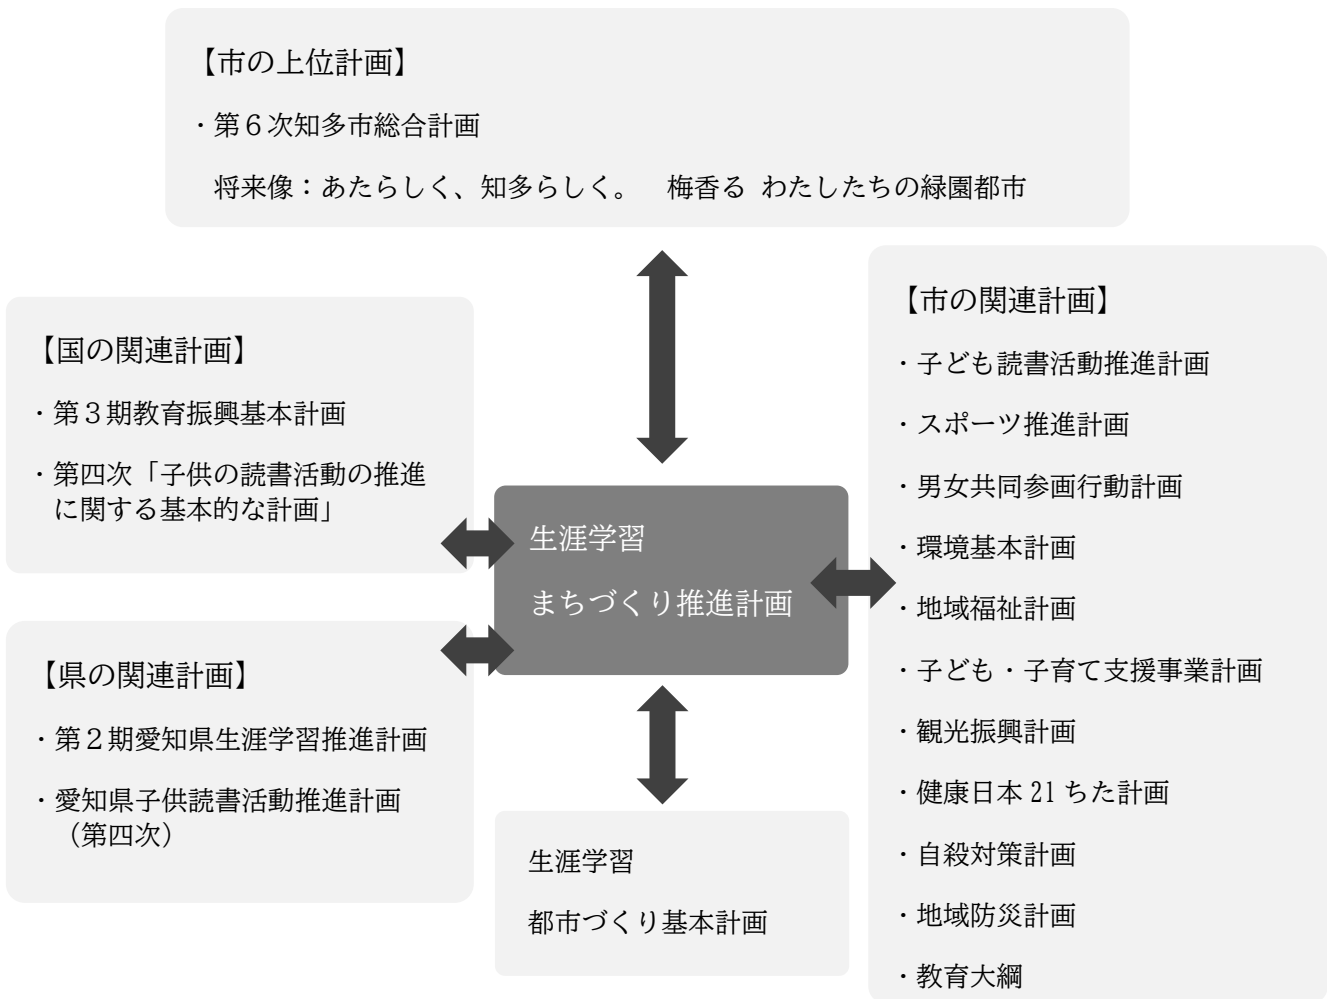 【市の上位計画】
・第６次知多市総合計画
将来像：あたらしく、知多らしく。　梅香る わたしたちの緑園都市
【国の関連計画】
・第３期教育振興基本計画
・第四次「子供の読書活動の推進
に関する基本的な計画」
【県の関連計画】
・第２期愛知県生涯学習推進計画
・愛知県子供読書活動推進計画
（第四次）
生涯学習
まちづくり推進計画
生涯学習
都市づくり基本計画
【市の関連計画】
・子ども読書活動推進計画
・スポーツ推進計画
・男女共同参画行動計画
・環境基本計画
・地域福祉計画
・子ども・子育て支援事業計画
・観光振興計画
・健康日本 21 ちた計画
・自殺対策計画
・地域防災計画
・教育大綱